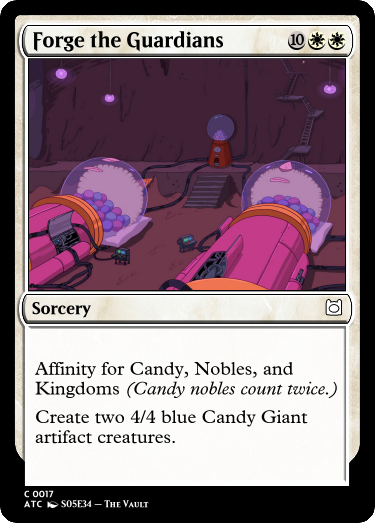 Forge the Guardians 10
Sorcery
Affinity for Candy, Nobles, and
Kingdoms (Candy nobles count twice.)
Create two 4/4 blue Candy Giant
artifact creatures.
C 0017
ATC S05E34 — The Vault